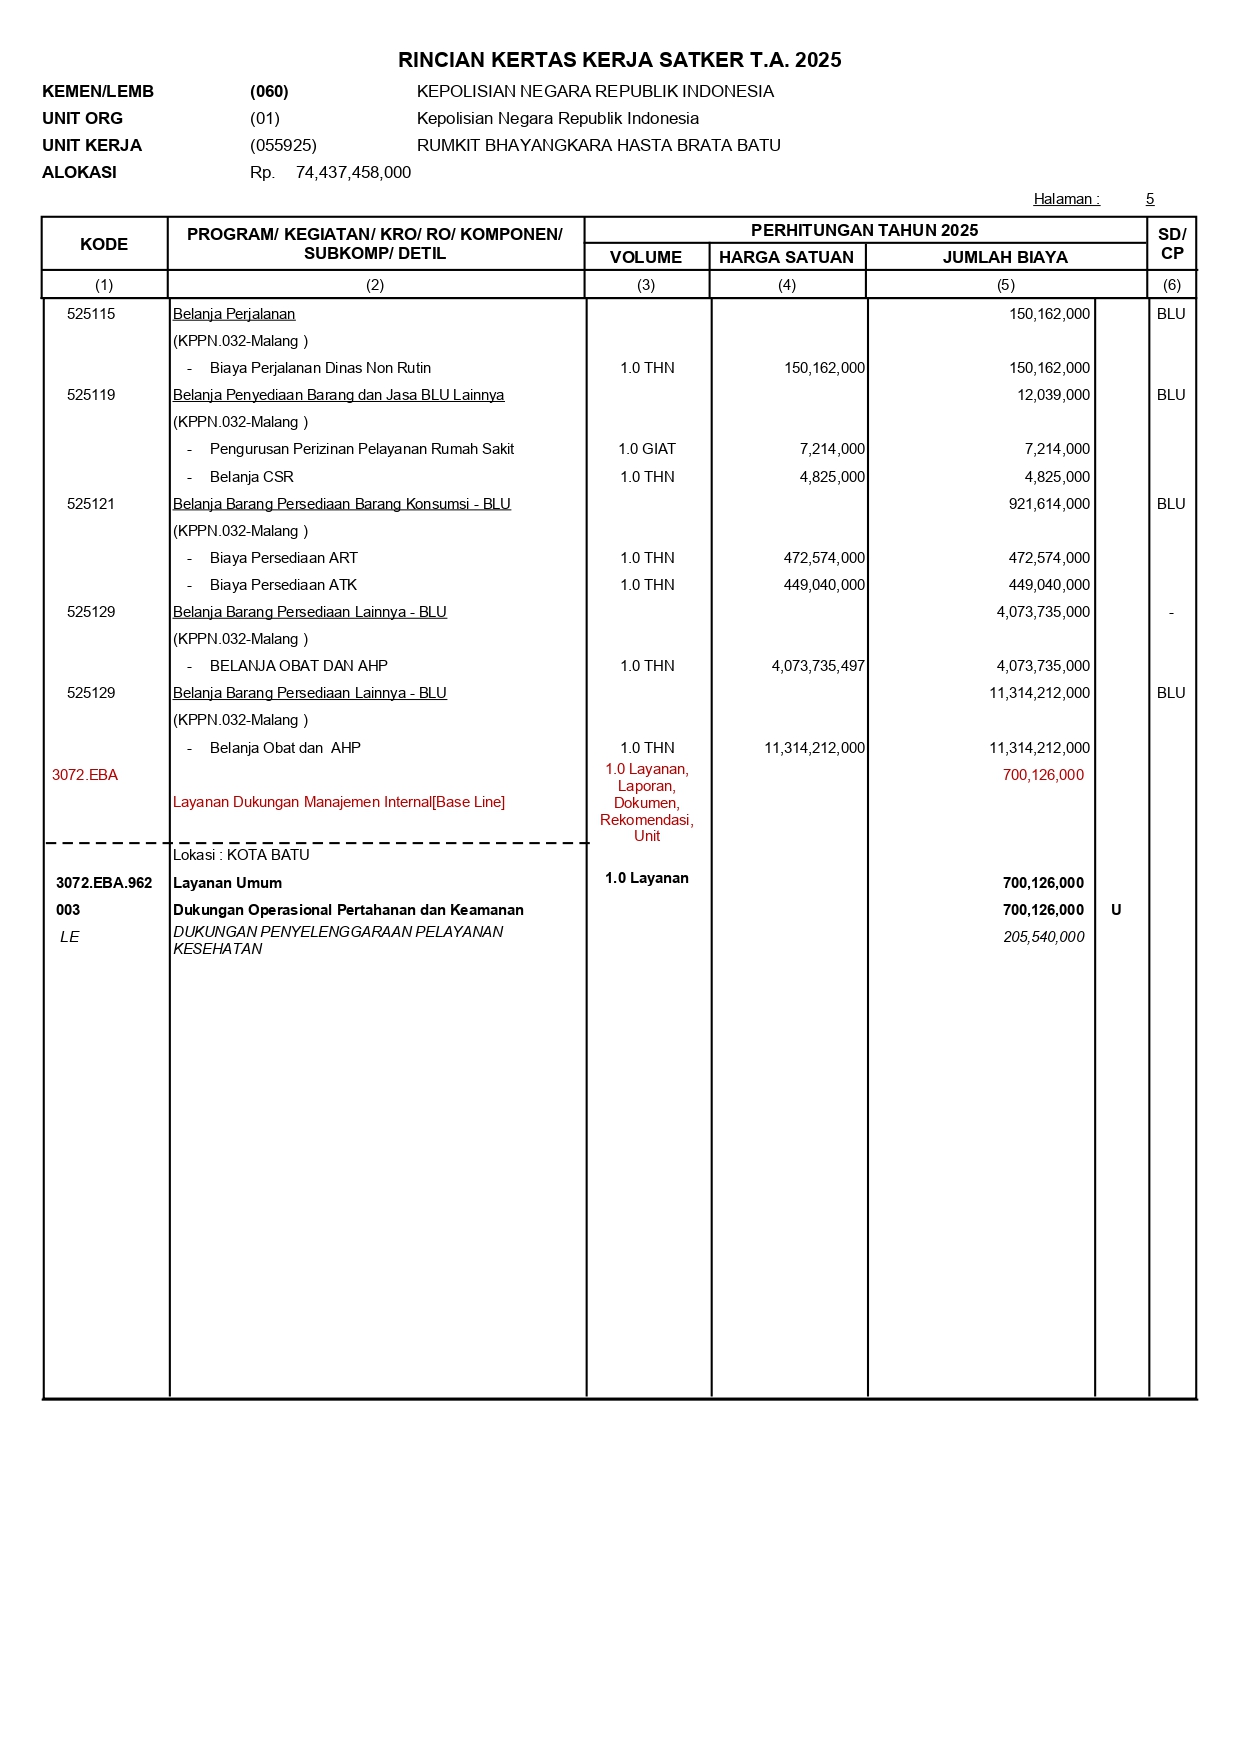 RINCIAN KERTAS KERJA SATKER T.A. 2025
KEMEN/LEMB (060) KEPOLISIAN NEGARA REPUBLIK INDONESIA
UNIT ORG (01) Kepolisian Negara Republik Indonesia
UNIT KERJA (055925) RUMKIT BHAYANGKARA HASTA BRATA BATU
ALOKASI Rp. 74,437,458,000
Halaman : 5
KODE PROGRAM/ KEGIATAN/ KRO/ RO/ KOMPONEN/ SUBKOMP/ DETIL PERHITUNGAN TAHUN 2025 SD/ CP
VOLUME HARGA SATUAN JUMLAH BIAYA
(1) (2) (3) (4) (5) (6)
525115 Belanja Perjalanan 150,162,000 BLU
(KPPN.032-Malang )
- Biaya Perjalanan Dinas Non Rutin 1.0 THN 150,162,000 150,162,000
525119 Belanja Penyediaan Barang dan Jasa BLU Lainnya 12,039,000 BLU
(KPPN.032-Malang )
- Pengurusan Perizinan Pelayanan Rumah Sakit 1.0 GIAT 7,214,000 7,214,000
- Belanja CSR 1.0 THN 4,825,000 4,825,000
525121 Belanja Barang Persediaan Barang Konsumsi - BLU 921,614,000 BLU
(KPPN.032-Malang )
- Biaya Persediaan ART 1.0 THN 472,574,000 472,574,000
- Biaya Persediaan ATK 1.0 THN 449,040,000 449,040,000
525129 Belanja Barang Persediaan Lainnya - BLU 4,073,735,000 -
(KPPN.032-Malang )
- BELANJA OBAT DAN AHP 1.0 THN 4,073,735,497 4,073,735,000
525129 Belanja Barang Persediaan Lainnya - BLU 11,314,212,000 BLU
(KPPN.032-Malang )
- Belanja Obat dan AHP 1.0 THN 11,314,212,000 11,314,212,000
3072.EBA 1.0 Layanan, 700,126,000
Laporan,
Layanan Dukungan Manajemen Internal[Base Line] Dokumen,
Rekomendasi,
Unit
Lokasi : KOTA BATU
3072.EBA.962 Layanan Umum 1.0 Layanan 700,126,000
003 Dukungan Operasional Pertahanan dan Keamanan 700,126,000 U
LE DUKUNGAN PENYELENGGARAAN PELAYANAN 205,540,000
KESEHATAN